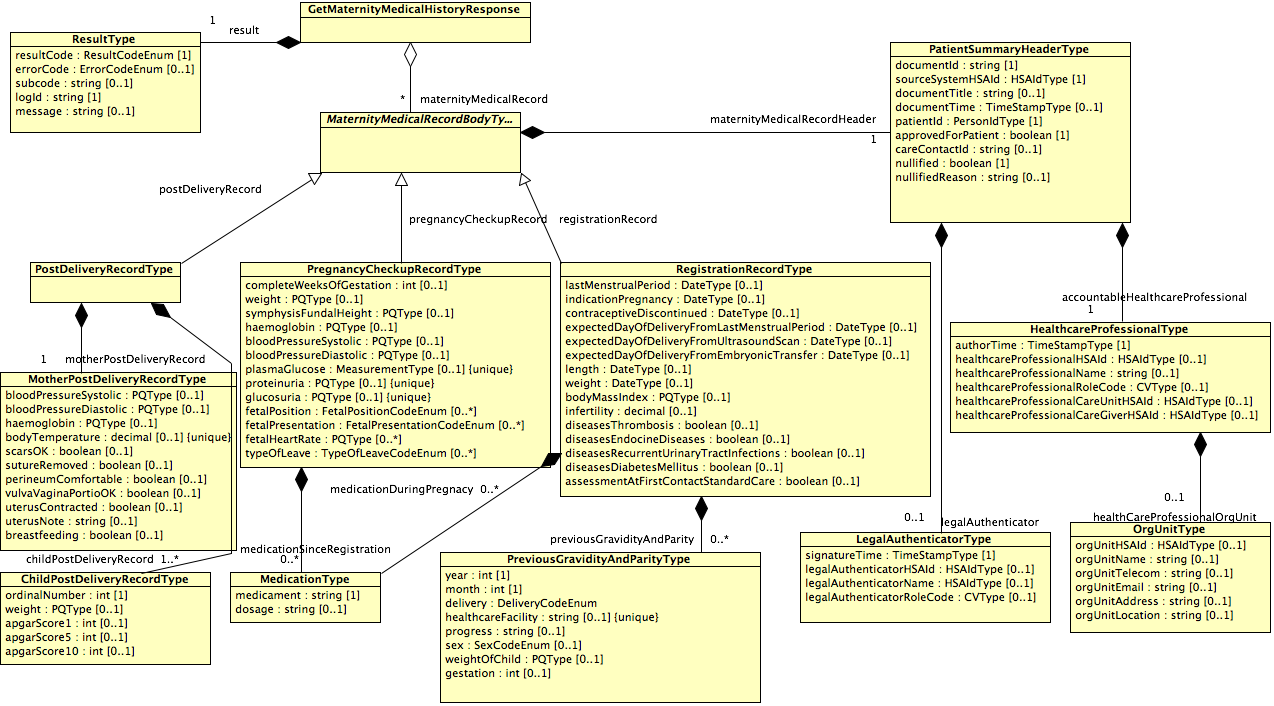 GetMaternityMedicalHistoryResponse
1
result
ResultType
resultCode : ResultCodeEnum [1]
errorCode : ErrorCodeEnum [0..1]
subcode : string [0..1]
logId : string [1]
message : string [0..1]
* maternityMedicalRecord
MaternityMedicalRecordBodyTy...
maternityMedicalRecordHeader
1
PatientSummaryHeaderType
documentId : string [1]
sourceSystemHSAId : HSAIdType [1]
documentTitle : string [0..1]
documentTime : TimeStampType [0..1]
patientId : PersonIdType [1]
approvedForPatient : boolean [1]
careContactId : string [0..1]
nullified : boolean [1]
nullifiedReason : string [0..1]
postDeliveryRecord
pregnancyCheckupRecord
registrationRecord
PostDeliveryRecordType
PregnancyCheckupRecordType
completeWeeksOfGestation : int [0..1]
weight : PQType [0..1]
symphysisFundalHeight : PQType [0..1]
haemoglobin : PQType [0..1]
bloodPressureSystolic : PQType [0..1]
bloodPressureDiastolic : PQType [0..1]
plasmaGlucose : MeasurementType [0..1] {unique}
proteinuria : PQType [0..1] {unique}
glucosuria : PQType [0..1] {unique}
fetalPosition : FetalPositionCodeEnum [0..*]
fetalPresentation : FetalPresentationCodeEnum [0..*]
fetalHeartRate : PQType [0..*]
typeOfLeave : TypeOfLeaveCodeEnum [0..*]
RegistrationRecordType
lastMenstrualPeriod : DateType [0..1]
indicationPregnancy : DateType [0..1]
contraceptiveDiscontinued : DateType [0..1]
expectedDayOfDeliveryFromLastMenstrualPeriod : DateType [0..1]
expectedDayOfDeliveryFromUltrasoundScan : DateType [0..1]
expectedDayOfDeliveryFromEmbryonicTransfer : DateType [0..1]
length : DateType [0..1]
weight : DateType [0..1]
bodyMassIndex : PQType [0..1]
infertility : decimal [0..1]
diseasesThrombosis : boolean [0..1]
diseasesEndocineDiseases : boolean [0..1]
diseasesRecurrentUrinaryTractInfections : boolean [0..1]
diseasesDiabetesMellitus : boolean [0..1]
assessmentAtFirstContactStandardCare : boolean [0..1]
accountableHealthcareProfessional
1
HealthcareProfessionalType
authorTime : TimeStampType [1]
healthcareProfessionalHSAId : HSAIdType [0..1]
healthcareProfessionalName : string [0..1]
healthcareProfessionalRoleCode : CVType [0..1]
healthcareProfessionalCareUnitHSAId : HSAIdType [0..1]
healthcareProfessionalCareGiverHSAId : HSAIdType [0..1]
1 motherPostDeliveryRecord
MotherPostDeliveryRecordType
bloodPressureSystolic : PQType [0..1]
bloodPressureDiastolic : PQType [0..1]
haemoglobin : PQType [0..1]
bodyTemperature : decimal [0..1] {unique}
scarsOK : boolean [0..1]
sutureRemoved : boolean [0..1]
perineumComfortable : boolean [0..1]
vulvaVaginaPortioOK : boolean [0..1]
uterusContracted : boolean [0..1]
uterusNote : string [0..1]
breastfeeding : boolean [0..1]
medicationDuringPregnacy 0..*
0..1
healthCareProfessionalOrgUnit
0..1
legalAuthenticator
previousGravidityAndParity 0..*
medicationSinceRegistration
0..*
childPostDeliveryRecord 1..*
ChildPostDeliveryRecordType
ordinalNumber : int [1]
weight : PQType [0..1]
apgarScore1 : int [0..1]
apgarScore5 : int [0..1]
apgarScore10 : int [0..1]
MedicationType
medicament : string [1]
dosage : string [0..1]
PreviousGravidityAndParityType
year : int [1]
month : int [1]
delivery : DeliveryCodeEnum
healthcareFacility : string [0..1] {unique}
progress : string [0..1]
sex : SexCodeEnum [0..1]
weightOfChild : PQType [0..1]
gestation : int [0..1]
LegalAuthenticatorType
signatureTime : TimeStampType [1]
legalAuthenticatorHSAId : HSAIdType [0..1]
legalAuthenticatorName : HSAIdType [0..1]
legalAuthenticatorRoleCode : CVType [0..1]
OrgUnitType
orgUnitHSAId : HSAIdType [0..1]
orgUnitName : string [0..1]
orgUnitTelecom : string [0..1]
orgUnitEmail : string [0..1]
orgUnitAddress : string [0..1]
orgUnitLocation : string [0..1]